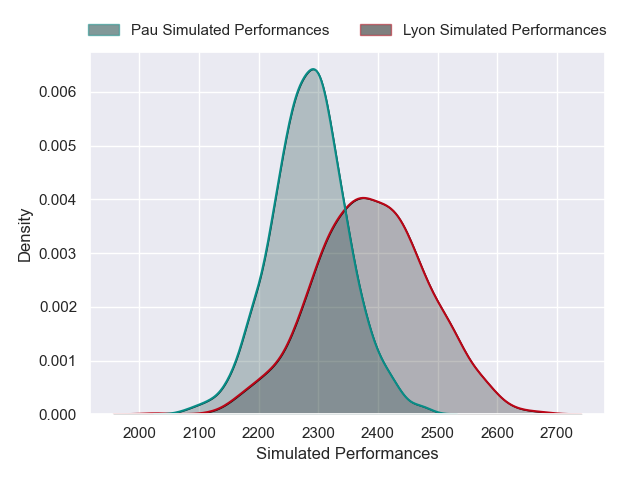 Pau Simulated Performances Lyon Simulated Performances
0.006
0.005
0.004
0.003
0.002
0.001
0.000
Density
2000 2100 2200 2300 2400 2500 2600 2700
Simulated Performances